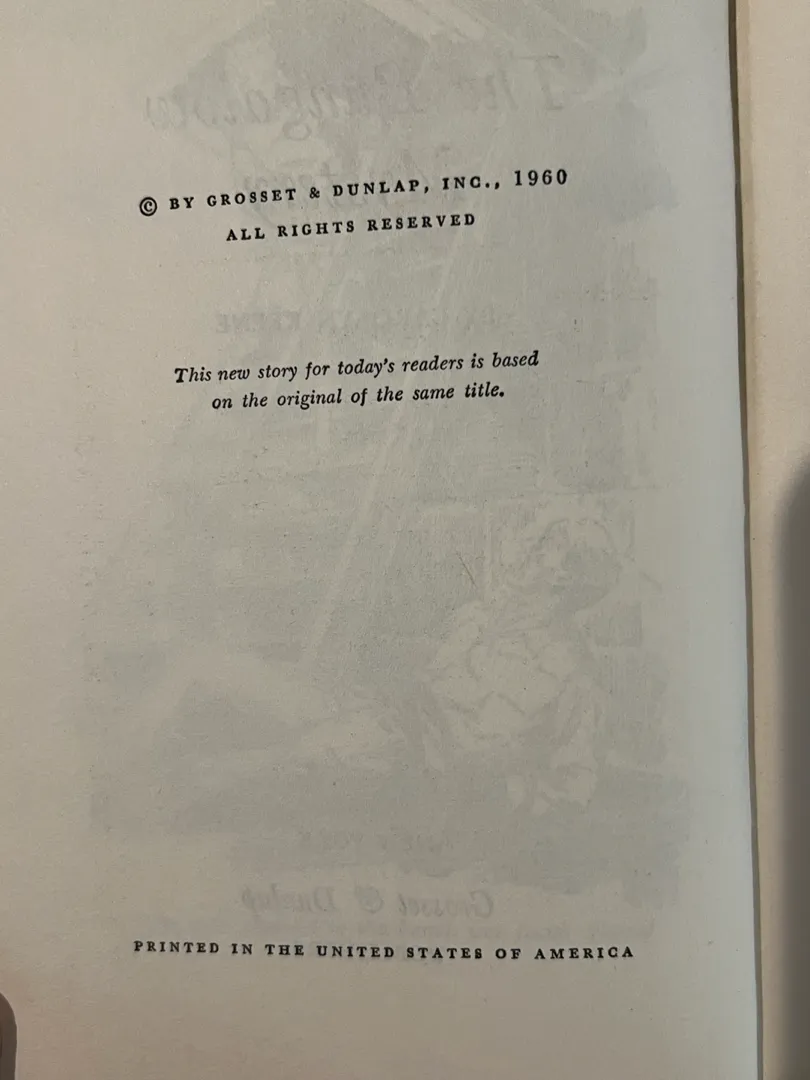 © BY GROSSET & DUNLAP, INC., 1960
ALL RIGHTS RESERVED
This new story for today's readers is based
on the original of the same title.
PRINTED IN THE UNITED STATES OF AMERICA